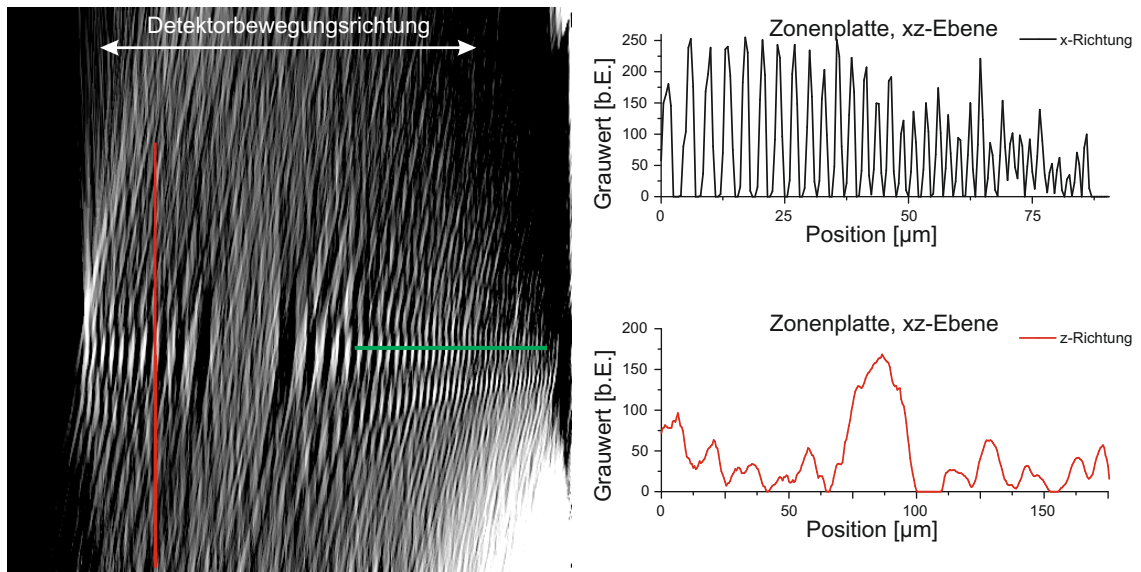 Detektorbewegungsrichtung
Zonenplatte, xz-Ebene
x-Richtung
Grauwert [b.E.]
250
200
150
100
50
0
0
25
50
75
Position [µm]
Zonenplatte, xz-Ebene
z-Richtung
Grauwert [b.E.]
200
150
100
50
0
0
50
100
150
Position [µm]